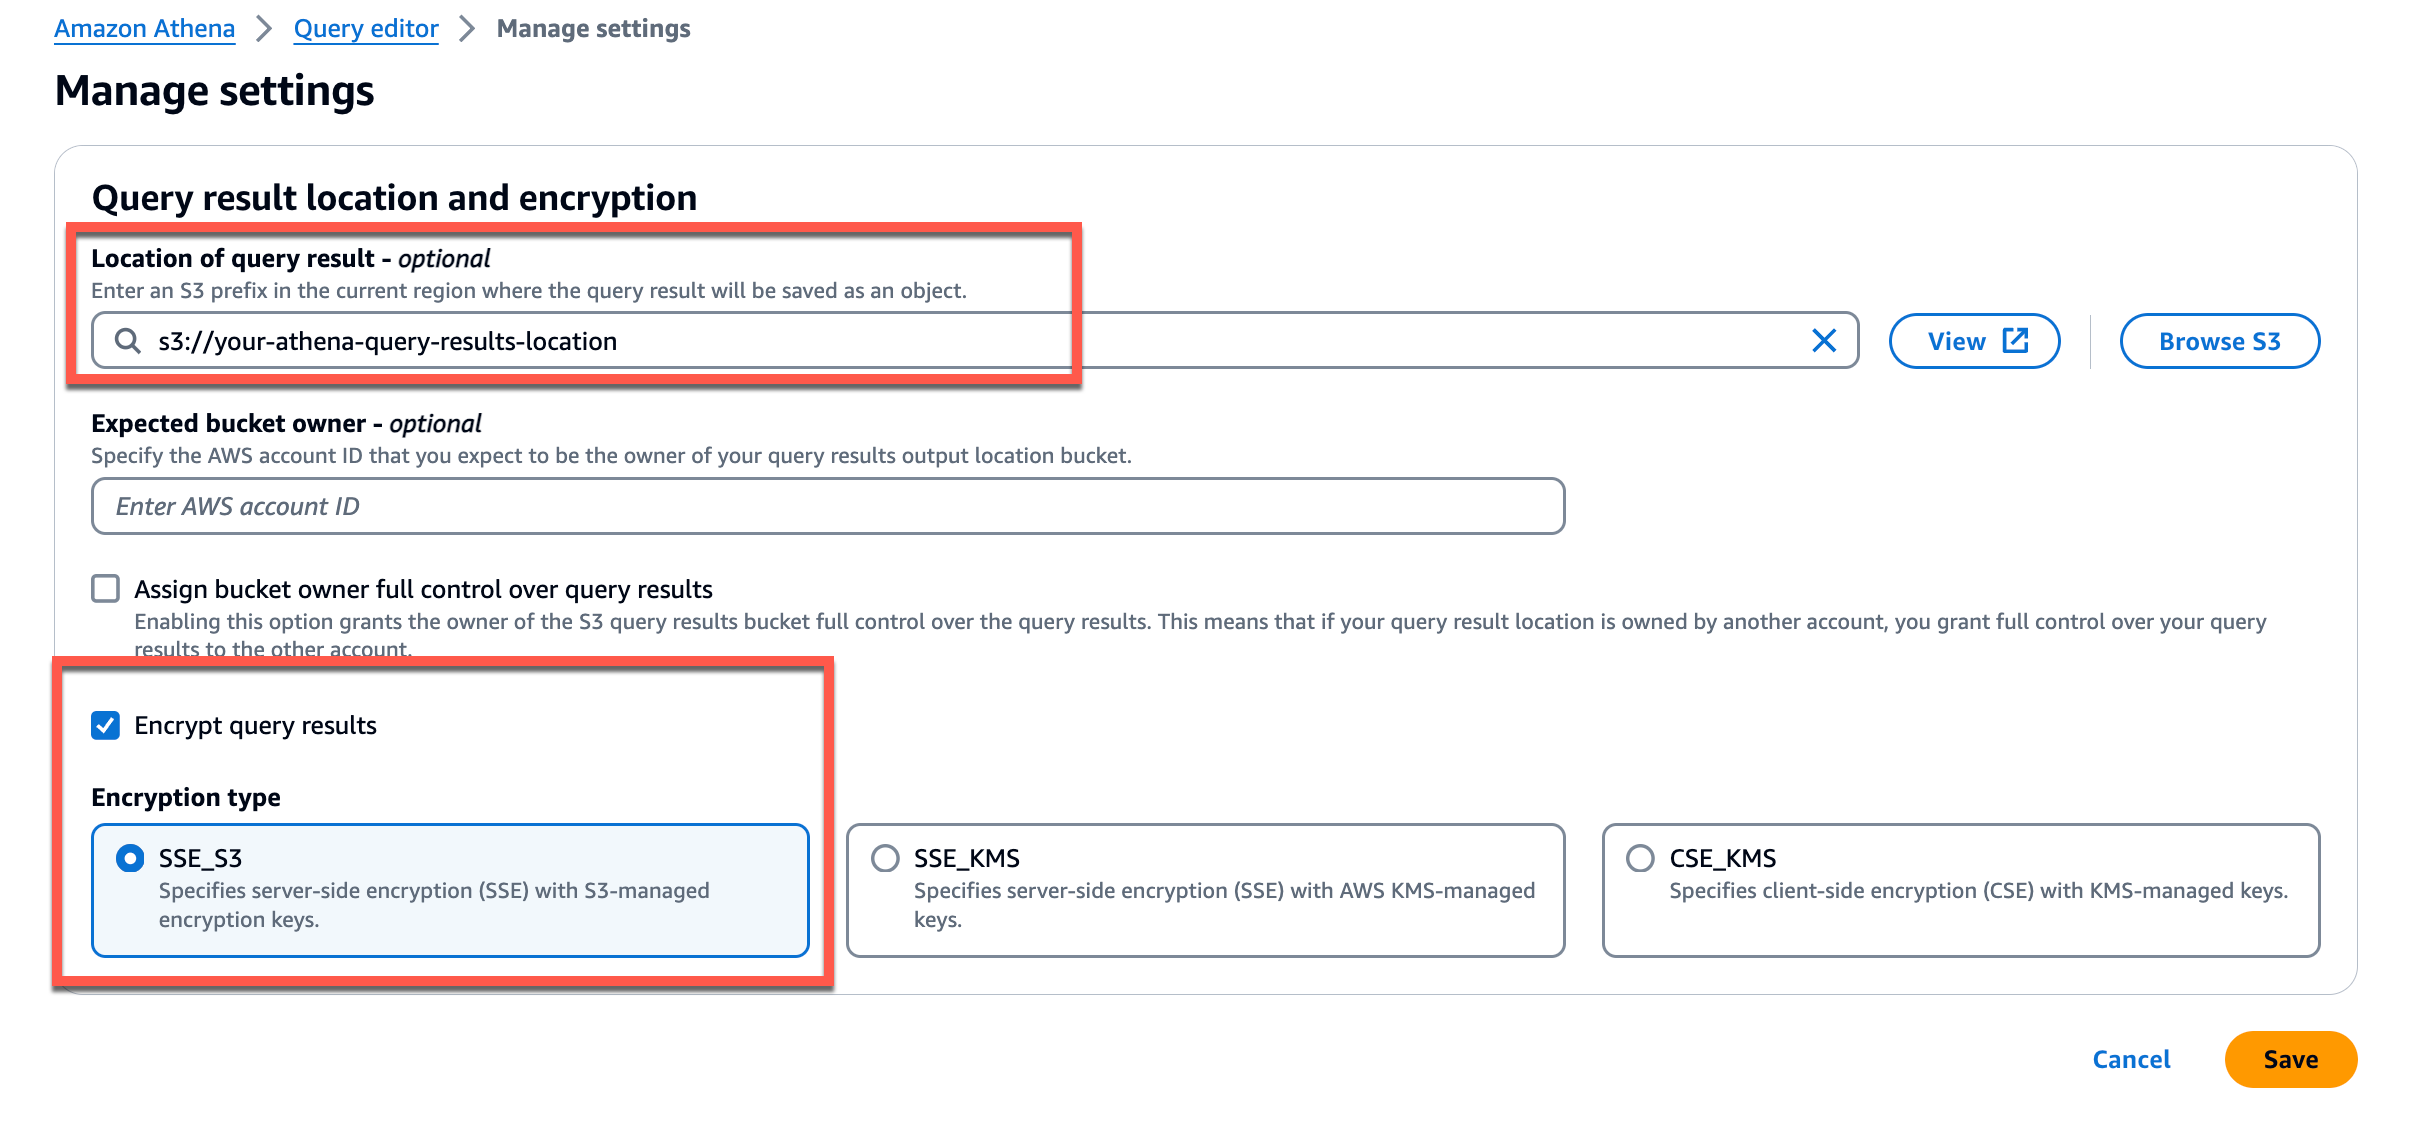 Amazon Athena > Query editor > Manage settings
Manage settings
Query result location and encryption
Location of query result - optional
Enter an S3 prefix in the current region where the query result will be saved as an object.
s3://your-athena-query-results-location
View
Browse S3
Expected bucket owner - optional
Specify the AWS account ID that you expect to be the owner of your query results output location bucket.
Enter AWS account ID
Assign bucket owner full control over query results
Enabling this option grants the owner of the S3 query results bucket full control over the query results. This means that if your query result location is owned by another account, you grant full control over your query
results to the other account.
Encrypt query results
Encryption type
SSE_S3
Specifies server-side encryption (SSE) with S3-managed
encryption keys.
SSE_KMS
Specifies server-side encryption (SSE) with AWS KMS-managed
keys.
CSE_KMS
Specifies client-side encryption (CSE) with KMS-managed keys.
Cancel
Save